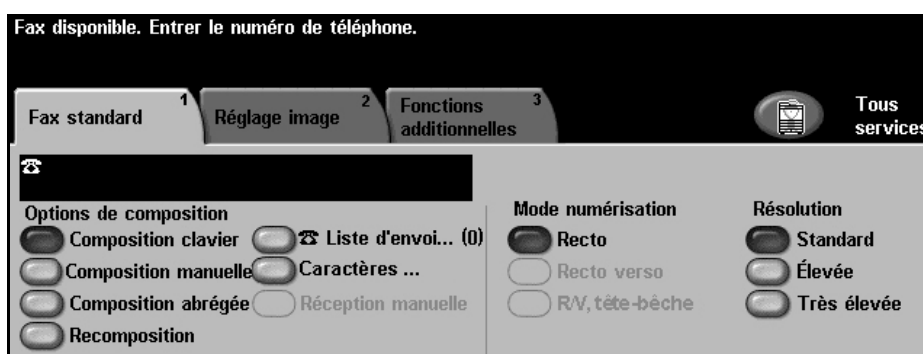 Fax disponible. Entrer le numéro de téléphone.
Fax standard 1
Réglage image 2
Fonctions additionnelles 3
Tous services
Options de composition
Composition clavier
Composition manuelle
Composition abrégée
Recomposition
Liste d'envoi... (0)
Caractères ...
Réception manuelle
Mode numérisation
Recto
Recto verso
R/V, tête-bêche
Résolution
Standard
Élevée
Très élevée